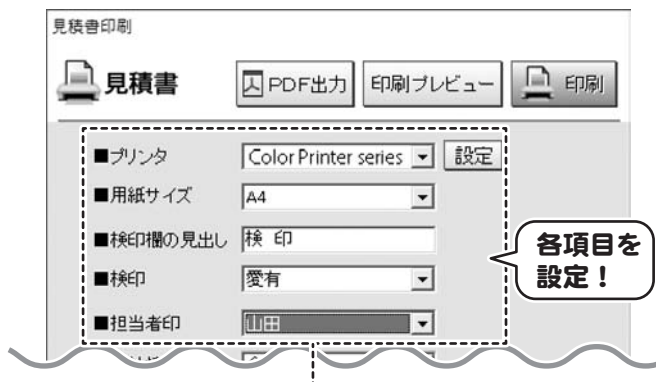 見積書印刷
見積書 PDF出力 印刷プレビュー 印刷
■プリンタ Color Printer series 設定
■用紙サイズ A4
■検印欄の見出し 検 印
■検印 愛有
■担当者印 山田
各項目を
設定！